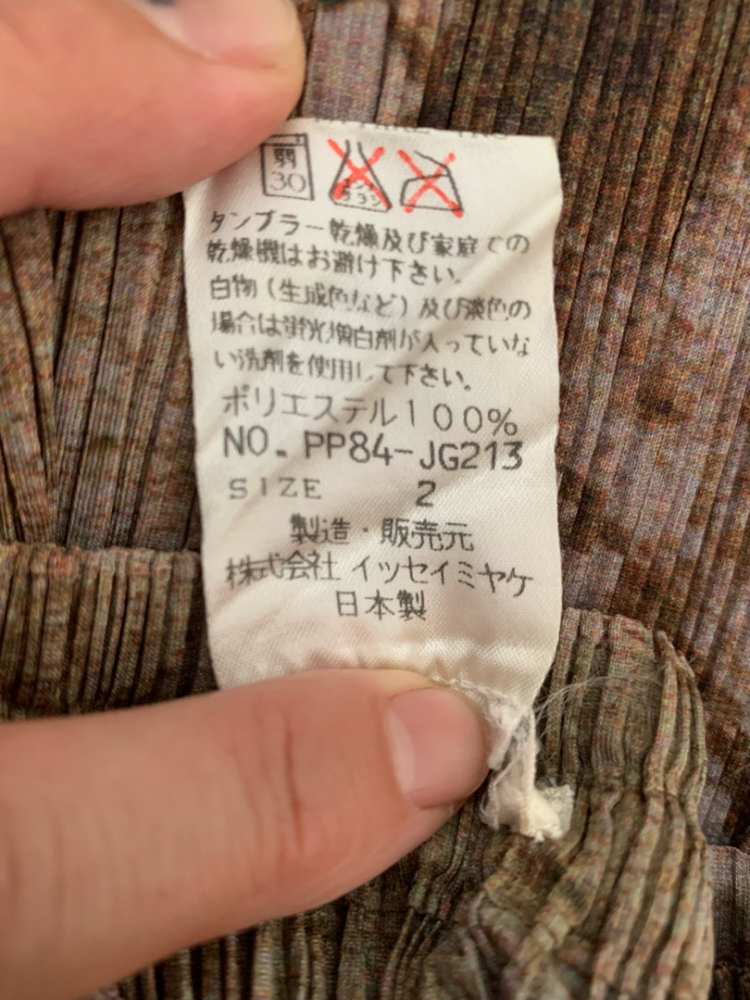 弱
30
タンブラー乾燥及び家庭での
乾燥機はお避け下さい。
白物(生成色など)及び淡色の
場合は蛍光増白剤が入っていな
い洗剤を使用して下さい。
ポリエステル100%
NO. PP84-JG213
SIZE 2
製造・販売元
株式会社 イッセイミヤケ
日本製